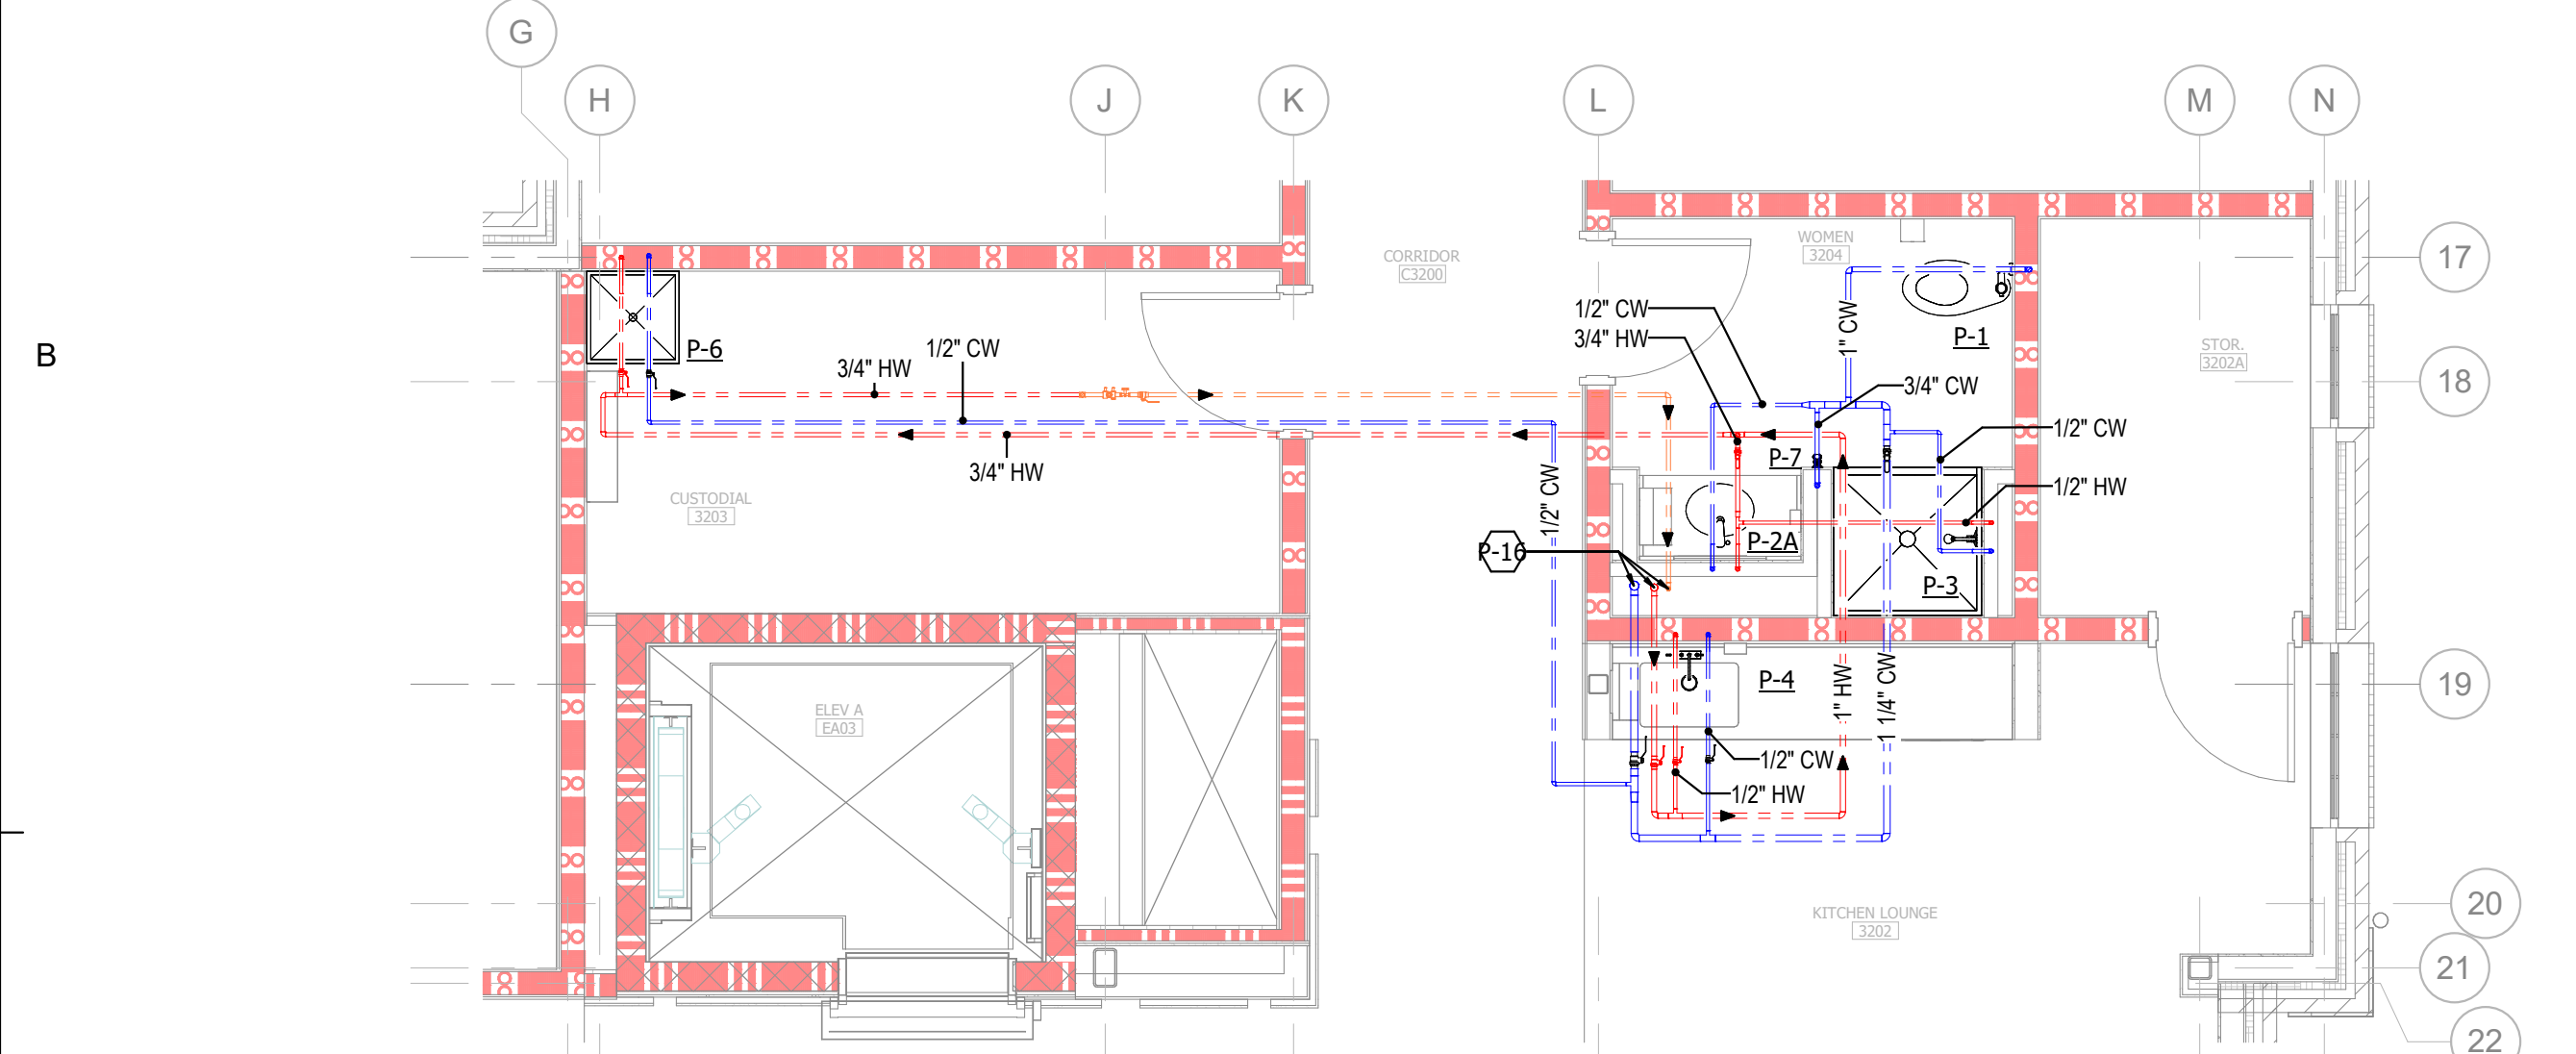 G
H
J
K
L
M
N
B
17
18
19
20
21
22
CORRIDOR
C3200
WOMEN
3204
STOR.
3202A
1/2" CW
3/4" HW
1" CW
P-1
P-6
3/4" HW
1/2" CW
3/4" CW
1/2" CW
3/4" HW
P-7
1/2" HW
CUSTODIAL
3203
1/2" CW
P-16
P-2A
P-3
P-4
1" HW
1 1/4" CW
ELEV A
EA03
1/2" CW
1/2" HW
KITCHEN LOUNGE
3202